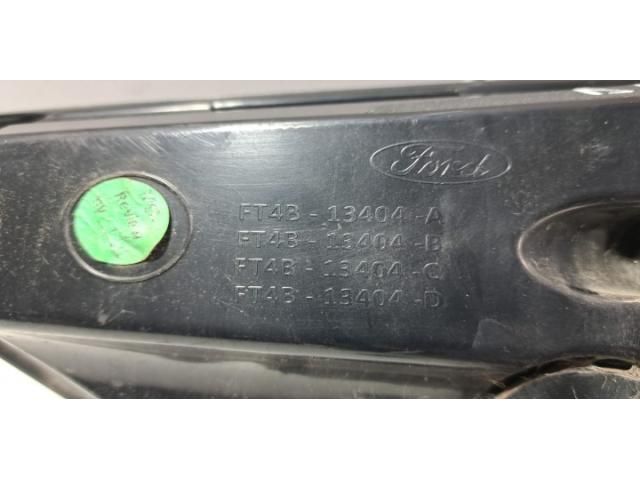 Ford
FT4B - 13404 -A
FT4B - 13404 -B
FT4B - 13404 -C
FT4B - 13404 -D